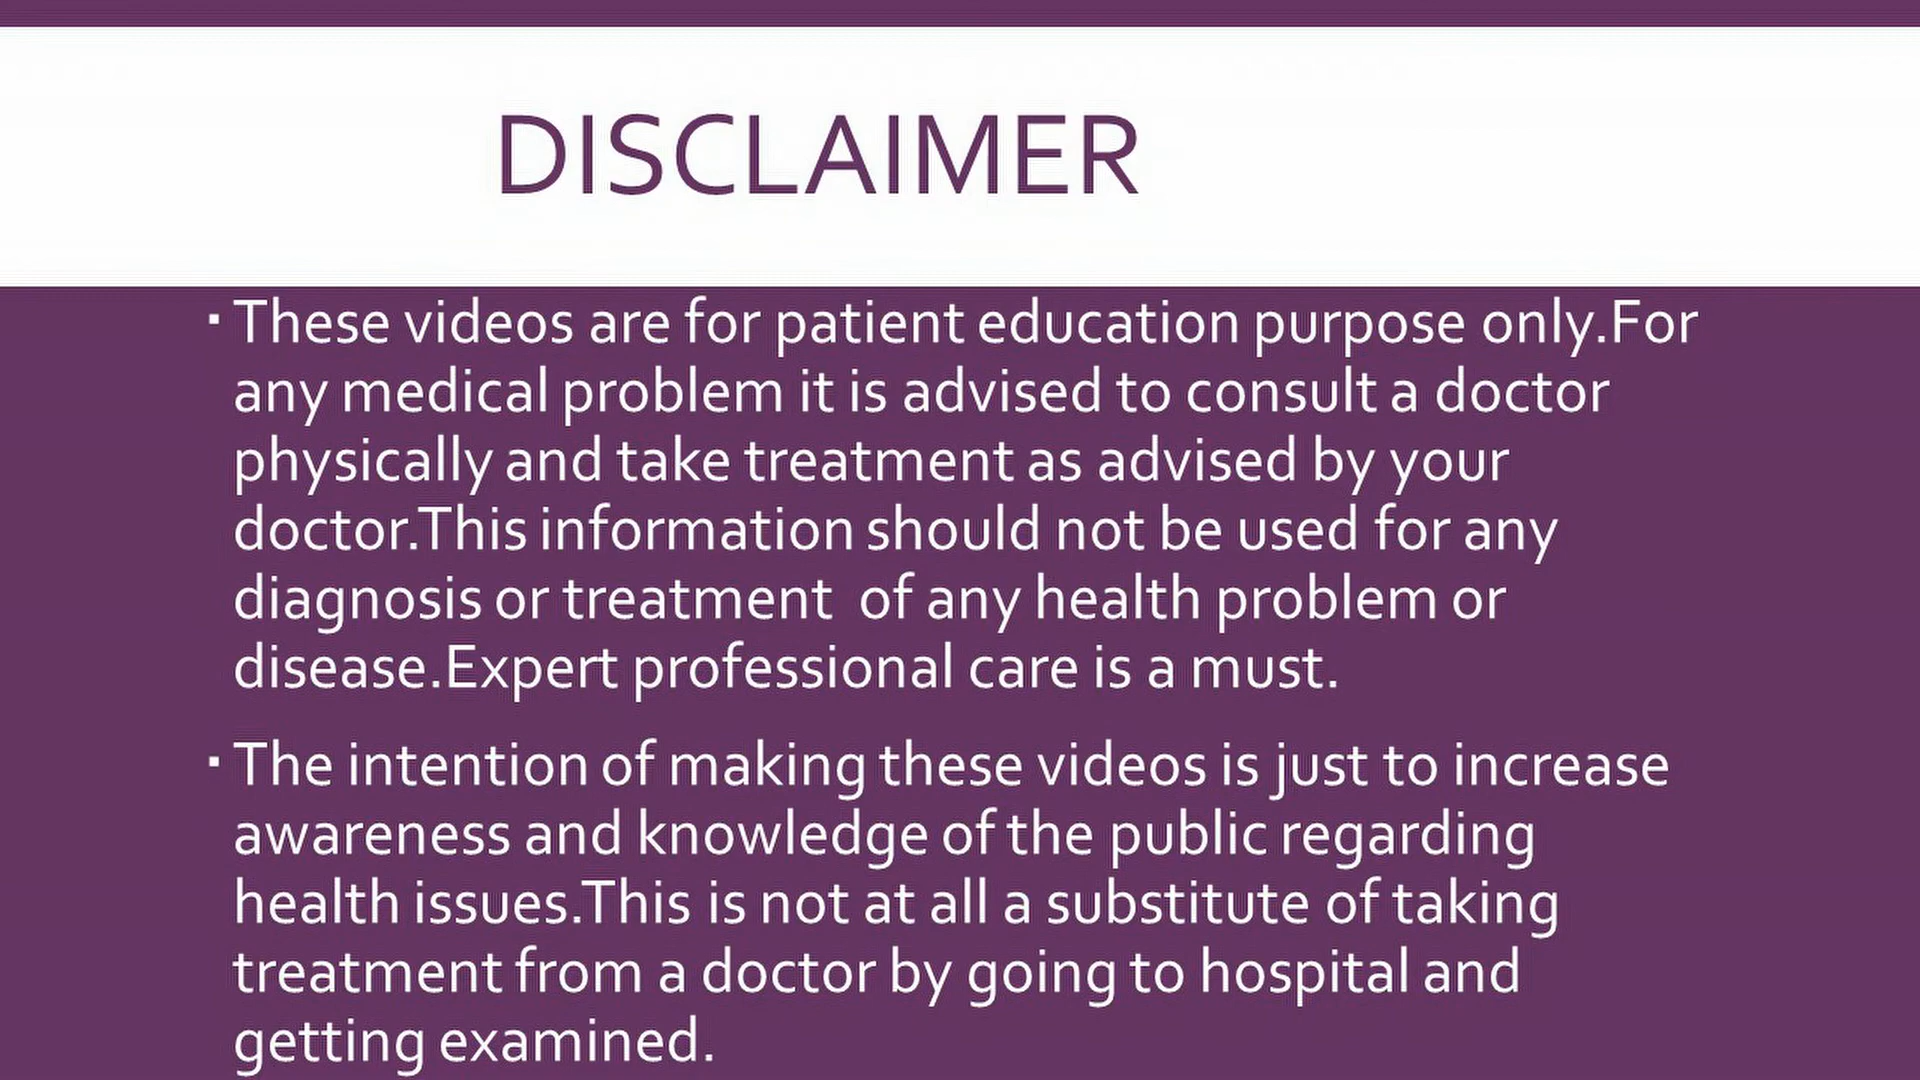 DISCLAIMER
▪ These videos are for patient education purpose only.For
any medical problem it is advised to consult a doctor
physically and take treatment as advised by your
doctor.This information should not be used for any
diagnosis or treatment  of any health problem or
disease.Expert professional care is a must.
▪ The intention of making these videos is just to increase
awareness and knowledge of the public regarding
health issues.This is not at all a substitute of taking
treatment from a doctor by going to hospital and
getting examined.